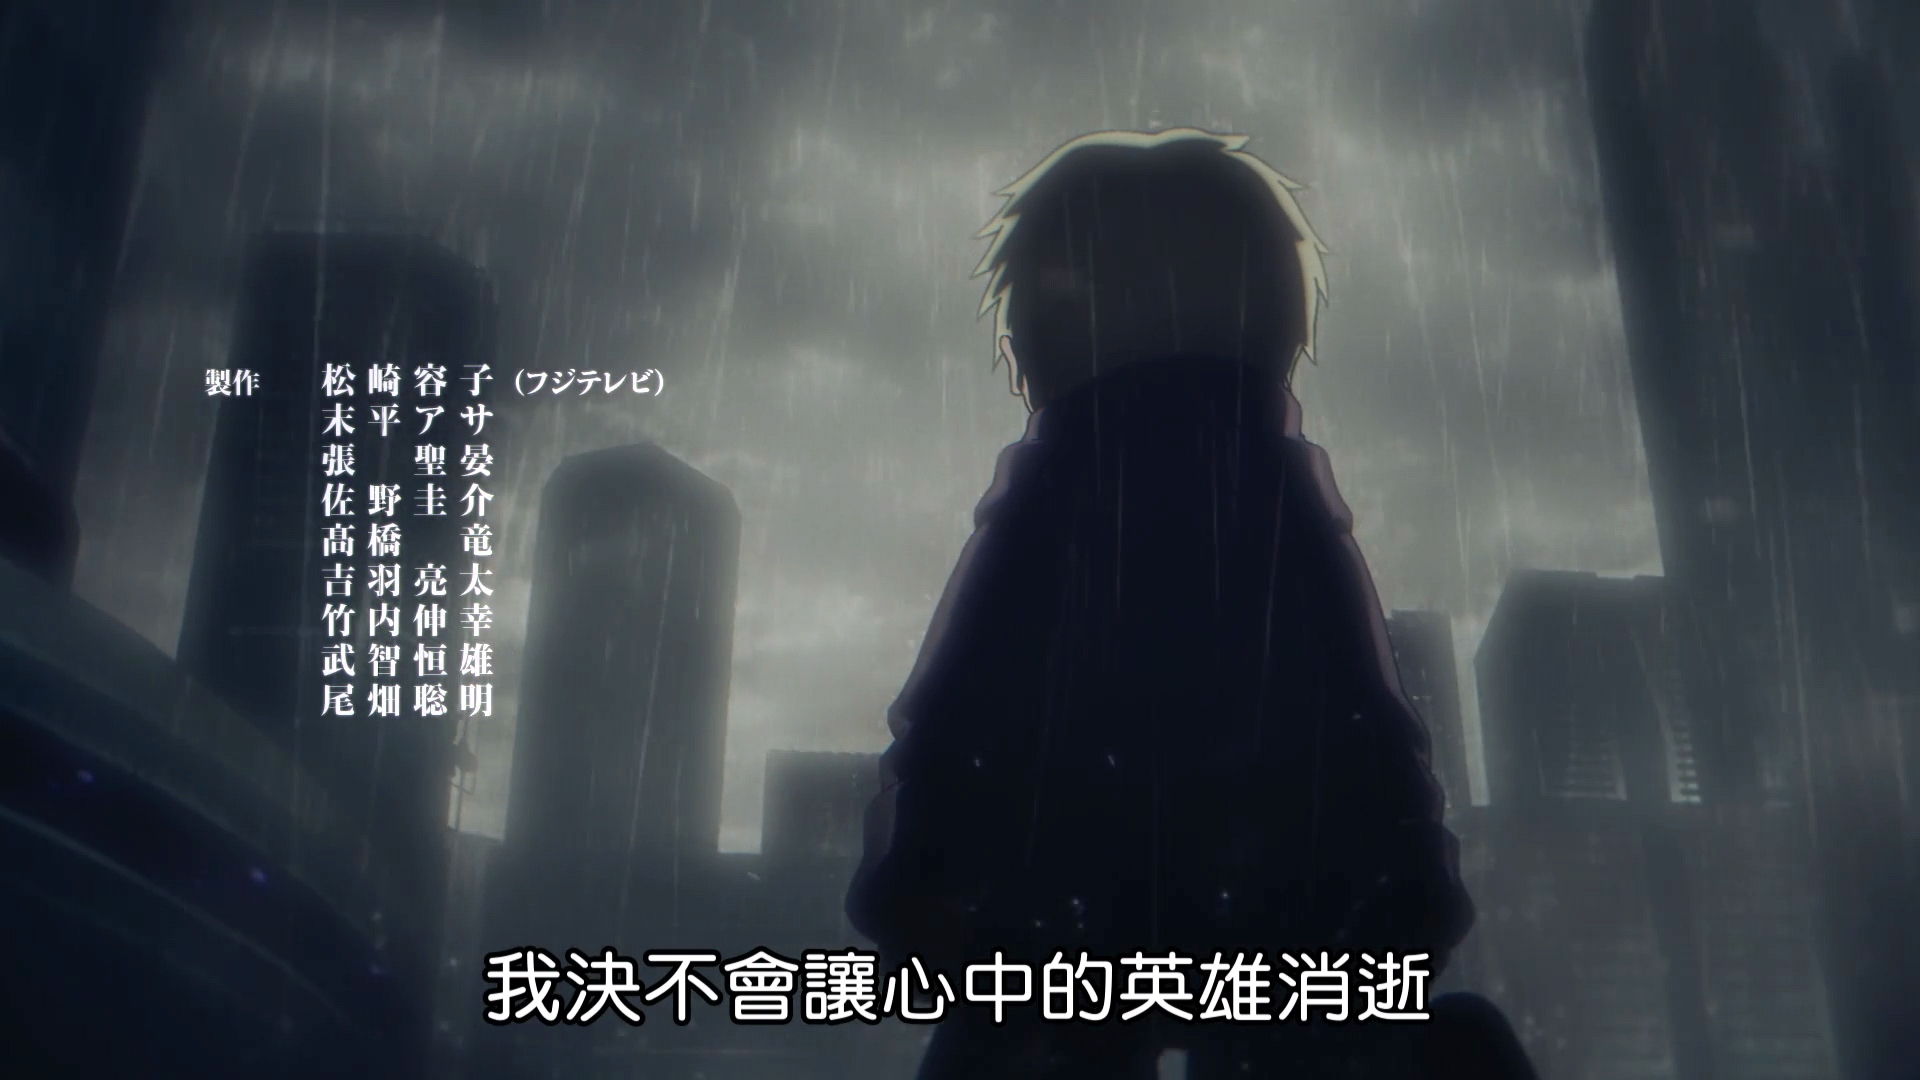 製作 松崎容子(フジテレビ)
末平アサ
張 聖晏
佐野圭介
髙橋 竜
吉羽亮太
竹内伸幸
武智恒雄
尾畑聡明
我決不會讓心中的英雄消逝